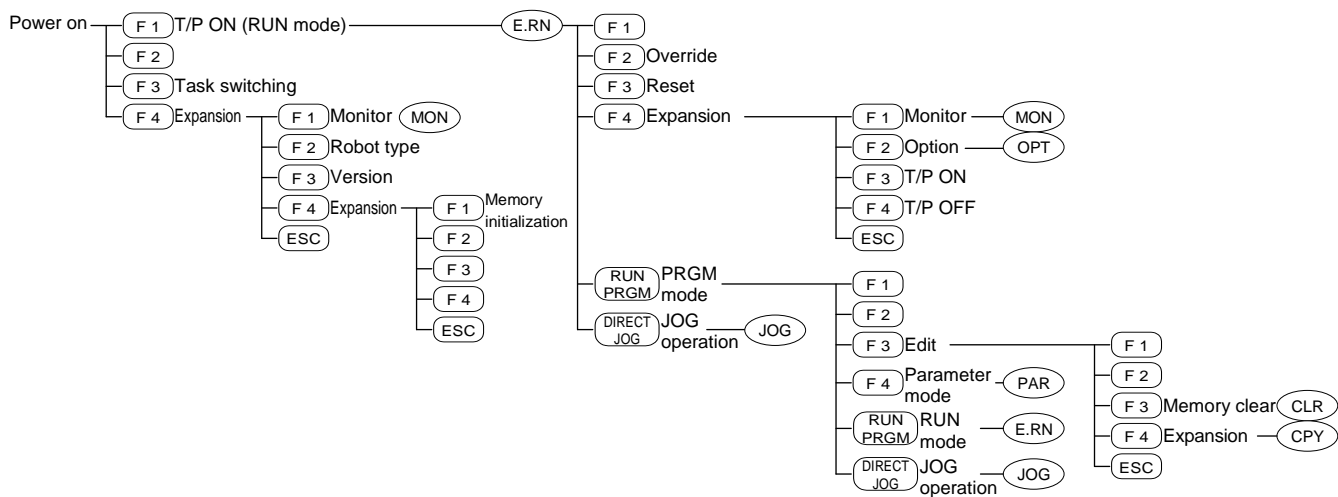 Power on F 1 T/P ON (RUN mode) E.RN F 1
F 2 F 2 Override
F 3 Task switching F 3 Reset
F 4 Expansion F 1 Monitor MON F 4 Expansion F 1 Monitor MON
F 2 Robot type F 2 Option OPT
F 3 Version F 3 T/P ON
F 4 Expansion F 1 Memory initialization F 4 T/P OFF
ESC F 2 ESC
F 3
F 4
ESC
RUN PRGM PRGM mode F 1
DIRECT JOG JOG operation JOG F 2
F 3 Edit F 1
F 2
F 4 Parameter mode PAR F 3 Memory clear CLR
RUN PRGM RUN mode E.RN F 4 Expansion CPY
DIRECT JOG JOG operation JOG ESC